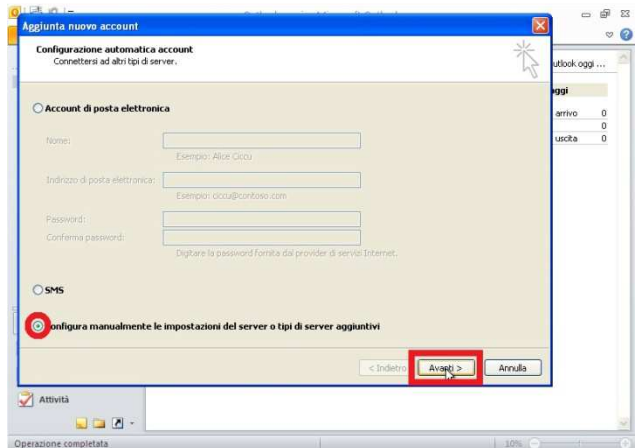 Aggiunta nuovo account
Configurazione automatica account
Connettersi ad altri tipi di server.
utlook oggi ...
ggi
arrivo 0
0
uscita 0
Account di posta elettronica
Nome:
Esempio: Alice Ciccu
Indirizzo di posta elettronica:
Esempio: ciccu@contoso.com
Password:
Conferma password:
Digitare la password fornita dal provider di servizi Internet.
SMS
onfigura manualmente le impostazioni del server o tipi di server aggiuntivi
< Indietro
Avanti >
Annulla
Attività
Operazione completata
10%